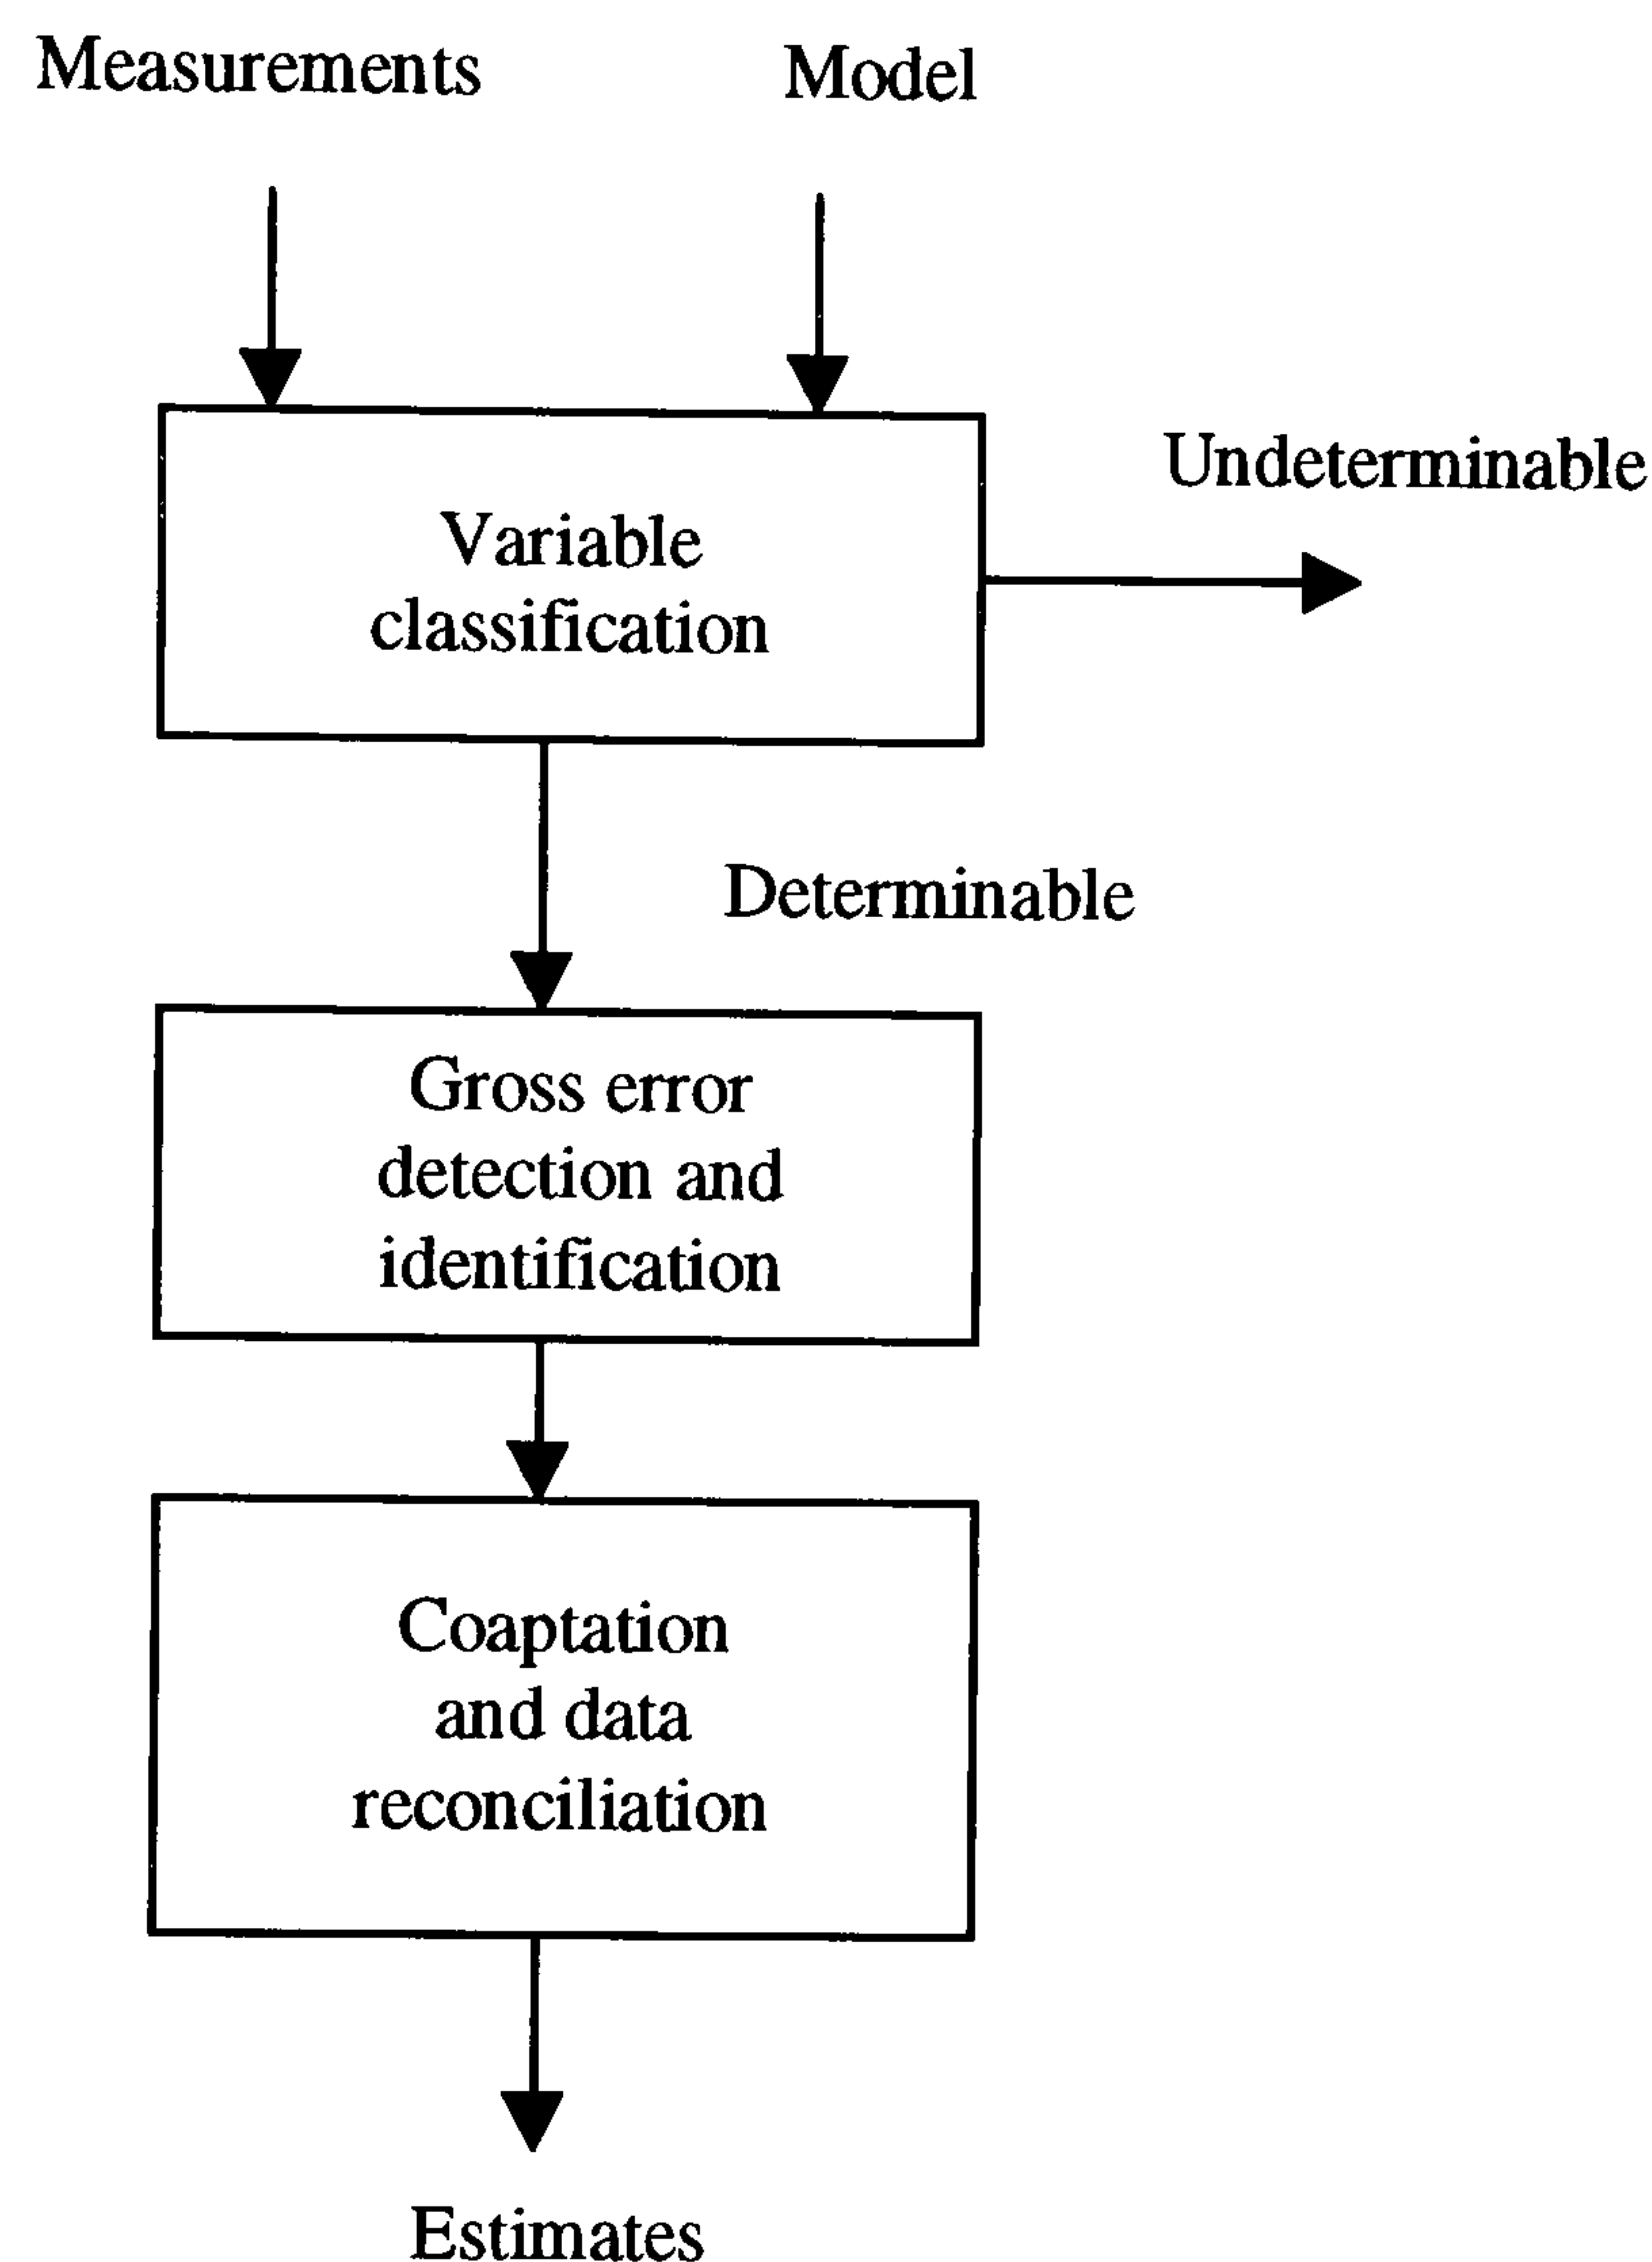 Measurements
Model
Variable
classification
Undeterminable
Determinable
Gross error
detection and
identification
Coaptation
and data
reconciliation
Estimates